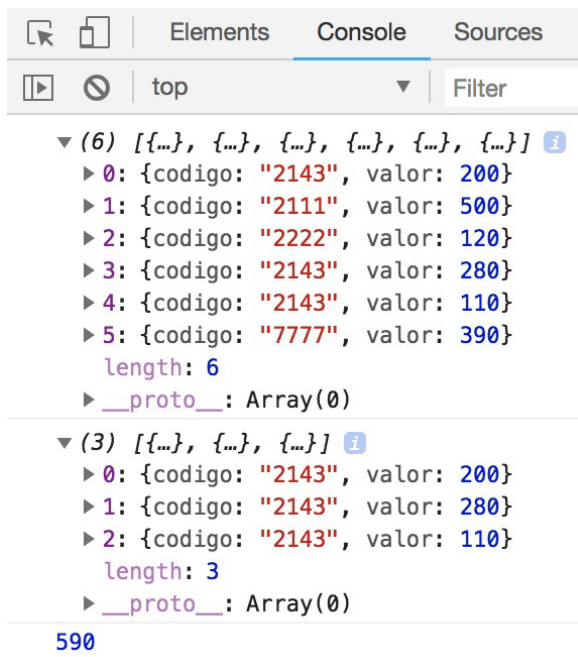 Elements Console Sources
top ▼ Filter
▼(6) [{…}, {…}, {…}, {…}, {…}, {…}] i
▶0: {codigo: "2143", valor: 200}
▶1: {codigo: "2111", valor: 500}
▶2: {codigo: "2222", valor: 120}
▶3: {codigo: "2143", valor: 280}
▶4: {codigo: "2143", valor: 110}
▶5: {codigo: "7777", valor: 390}
length: 6
▶__proto__: Array(0)
▼(3) [{…}, {…}, {…}] i
▶0: {codigo: "2143", valor: 200}
▶1: {codigo: "2143", valor: 280}
▶2: {codigo: "2143", valor: 110}
length: 3
▶__proto__: Array(0)
590